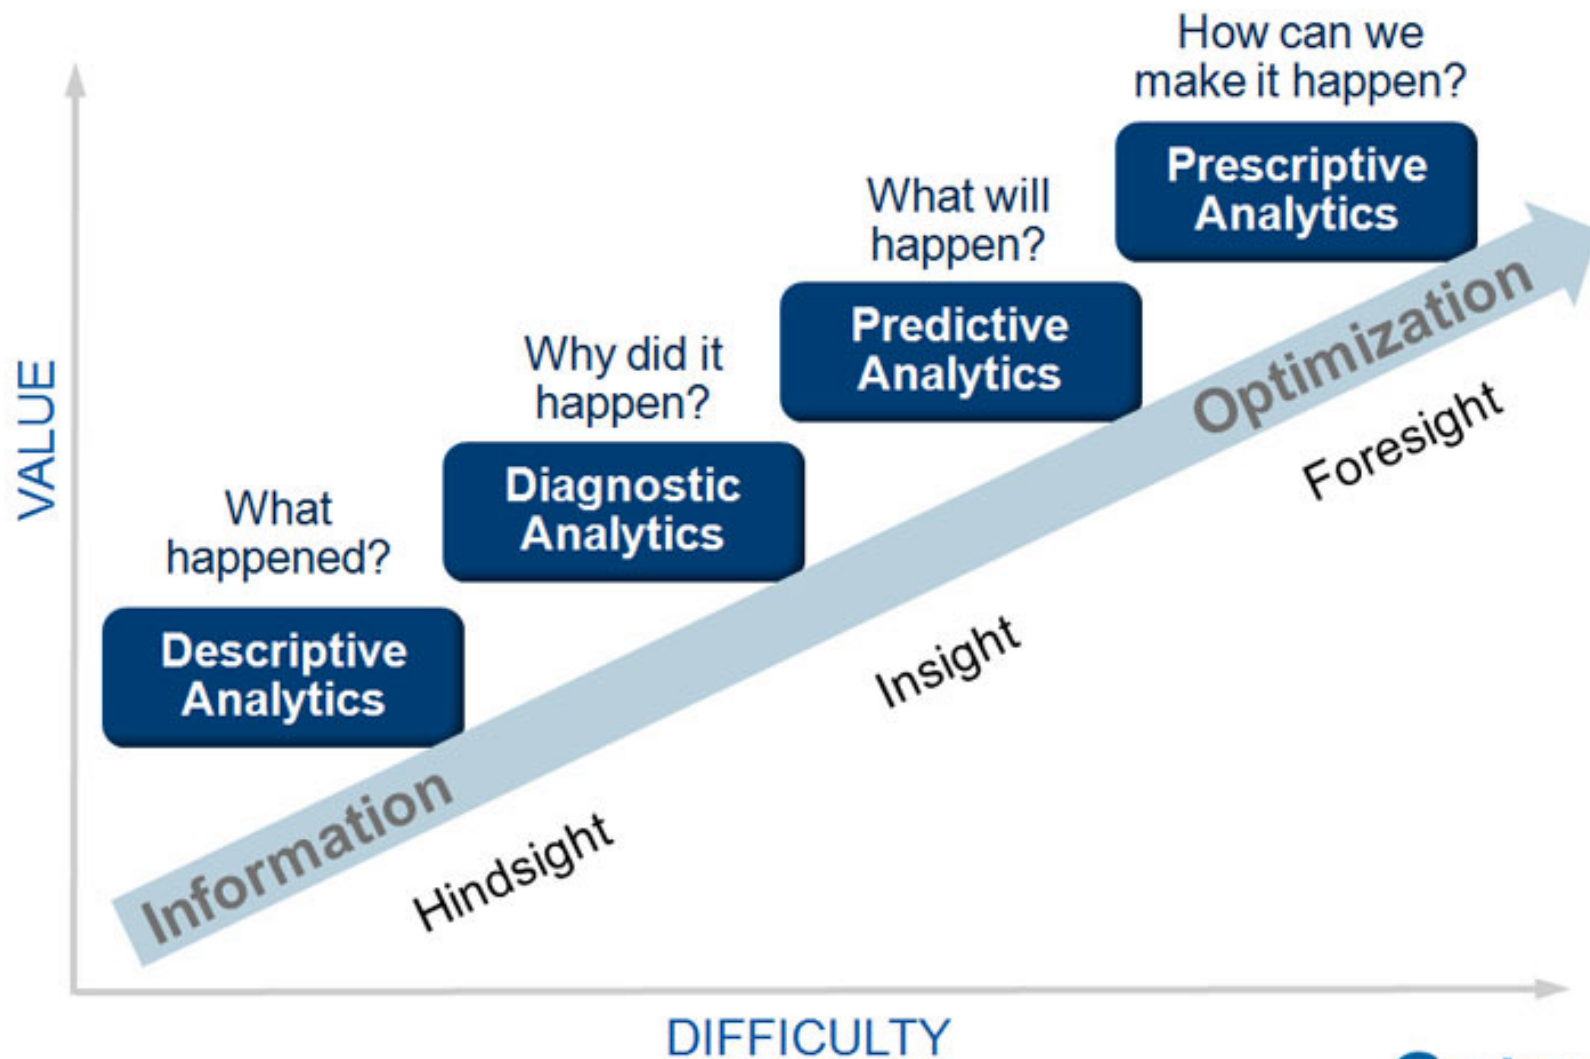 How can we
make it happen?
Prescriptive
Analytics
What will
happen?
Predictive
Analytics
Why did it
happen?
Diagnostic
Analytics
What
happened?
Descriptive
Analytics
VALUE
Information
Optimization
Hindsight
Insight
Foresight
DIFFICULTY